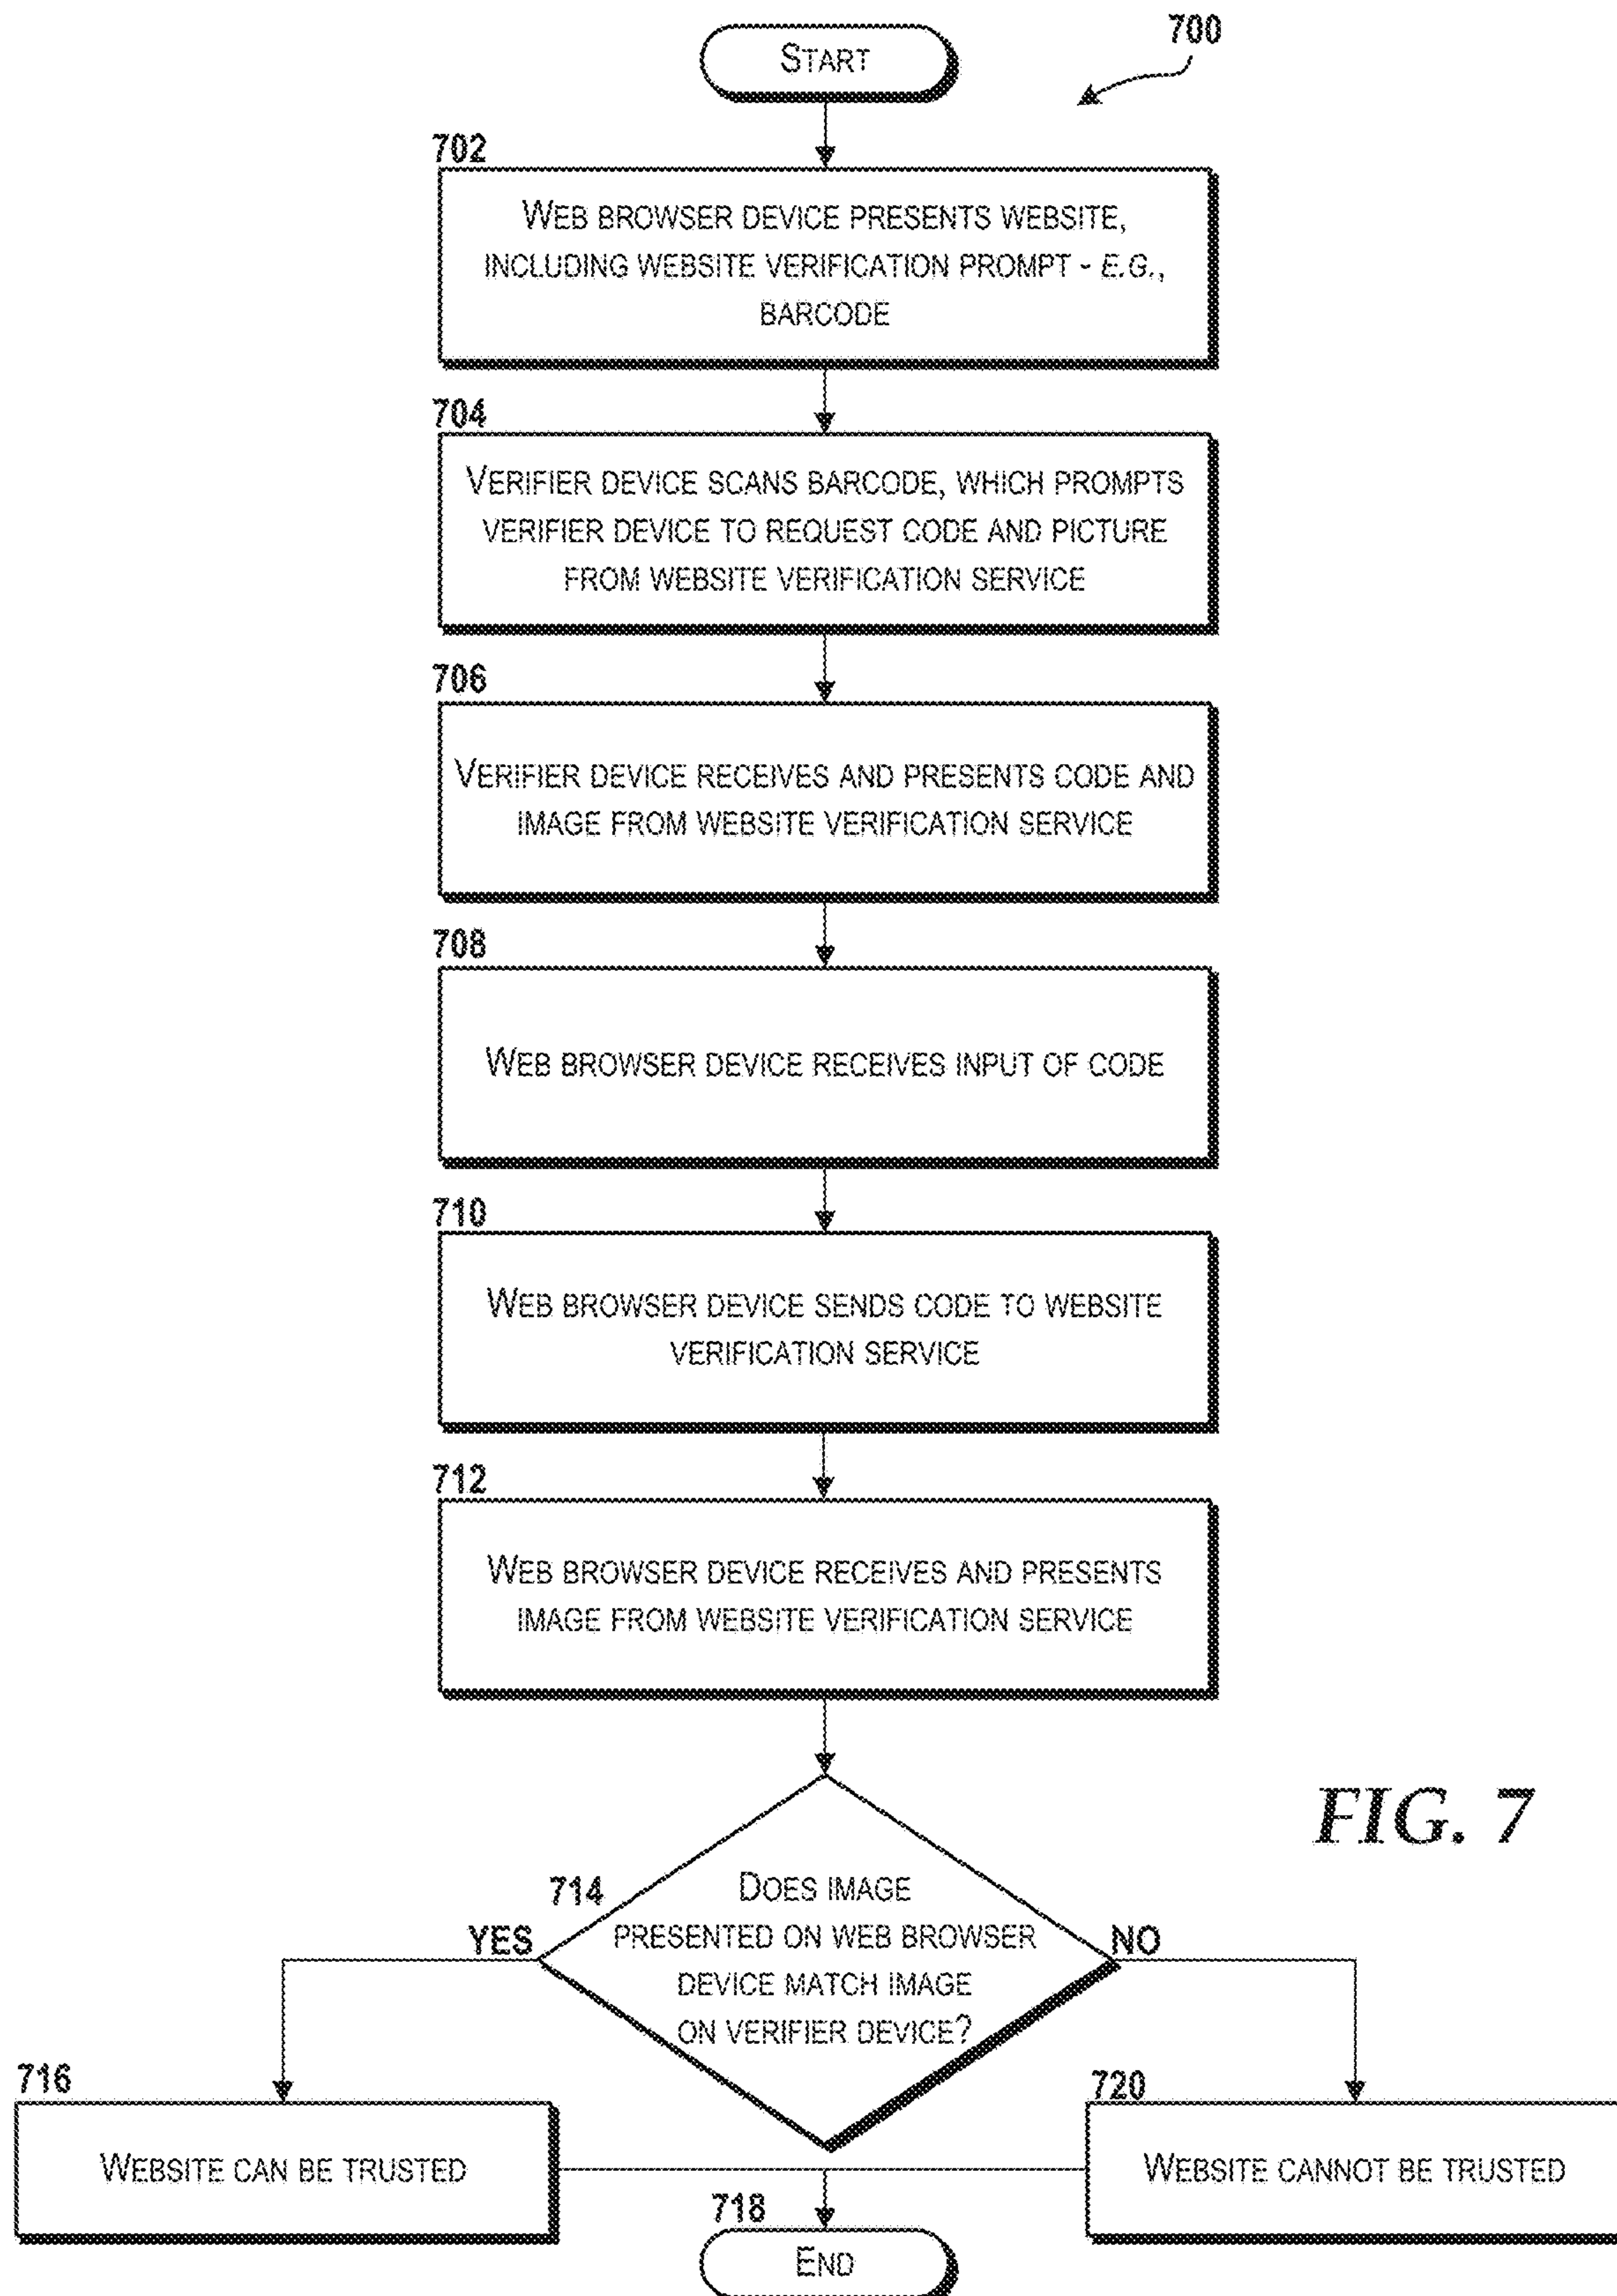 START
700
702
WEB BROWSER DEVICE PRESENTS WEBSITE,
INCLUDING WEBSITE VERIFICATION PROMPT - E.G.,
BARCODE
704
VERIFIER DEVICE SCANS BARCODE, WHICH PROMPTS
VERIFIER DEVICE TO REQUEST CODE AND PICTURE
FROM WEBSITE VERIFICATION SERVICE
706
VERIFIER DEVICE RECEIVES AND PRESENTS CODE AND
IMAGE FROM WEBSITE VERIFICATION SERVICE
708
WEB BROWSER DEVICE RECEIVES INPUT OF CODE
710
WEB BROWSER DEVICE SENDS CODE TO WEBSITE
VERIFICATION SERVICE
712
WEB BROWSER DEVICE RECEIVES AND PRESENTS
IMAGE FROM WEBSITE VERIFICATION SERVICE
FIG. 7
714
DOES IMAGE
PRESENTED ON WEB BROWSER
DEVICE MATCH IMAGE
ON VERIFIER DEVICE?
YES
NO
716
WEBSITE CAN BE TRUSTED
720
WEBSITE CANNOT BE TRUSTED
718
END